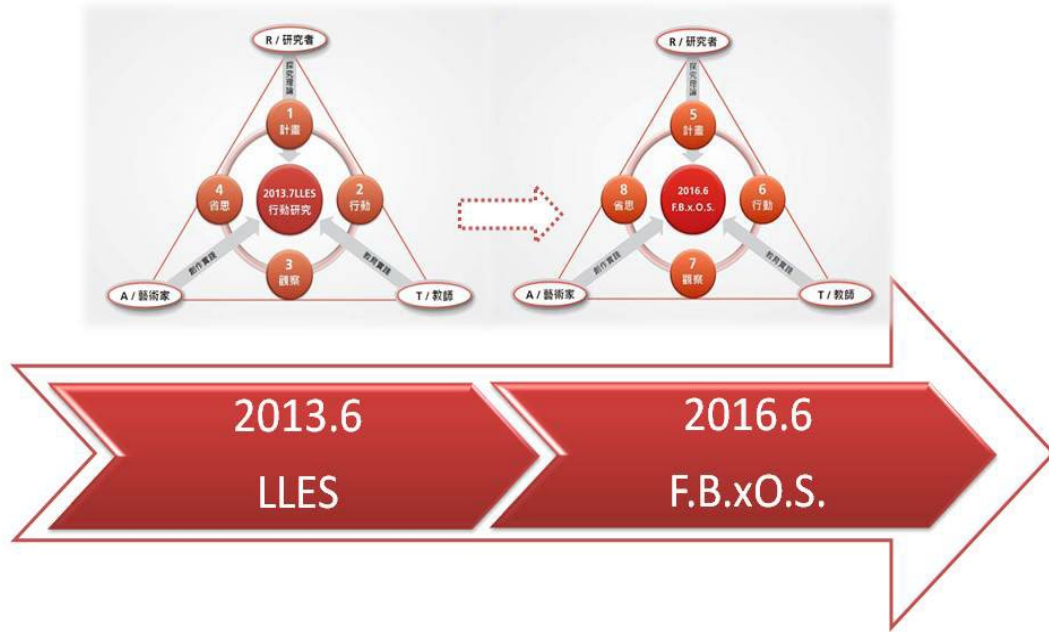 R / 研究者
探究理論
1
計畫
4
省思
2013.7LLES
行動研究
2
行動
3
觀察
創作實踐
教育實踐
A / 藝術家
T / 教師
R / 研究者
探究理論
5
計畫
8
省思
2016.6
F.B.xO.S.
6
行動
7
觀察
創作實踐
教育實踐
A / 藝術家
T / 教師
2013.6
LLES
2016.6
F.B.xO.S.